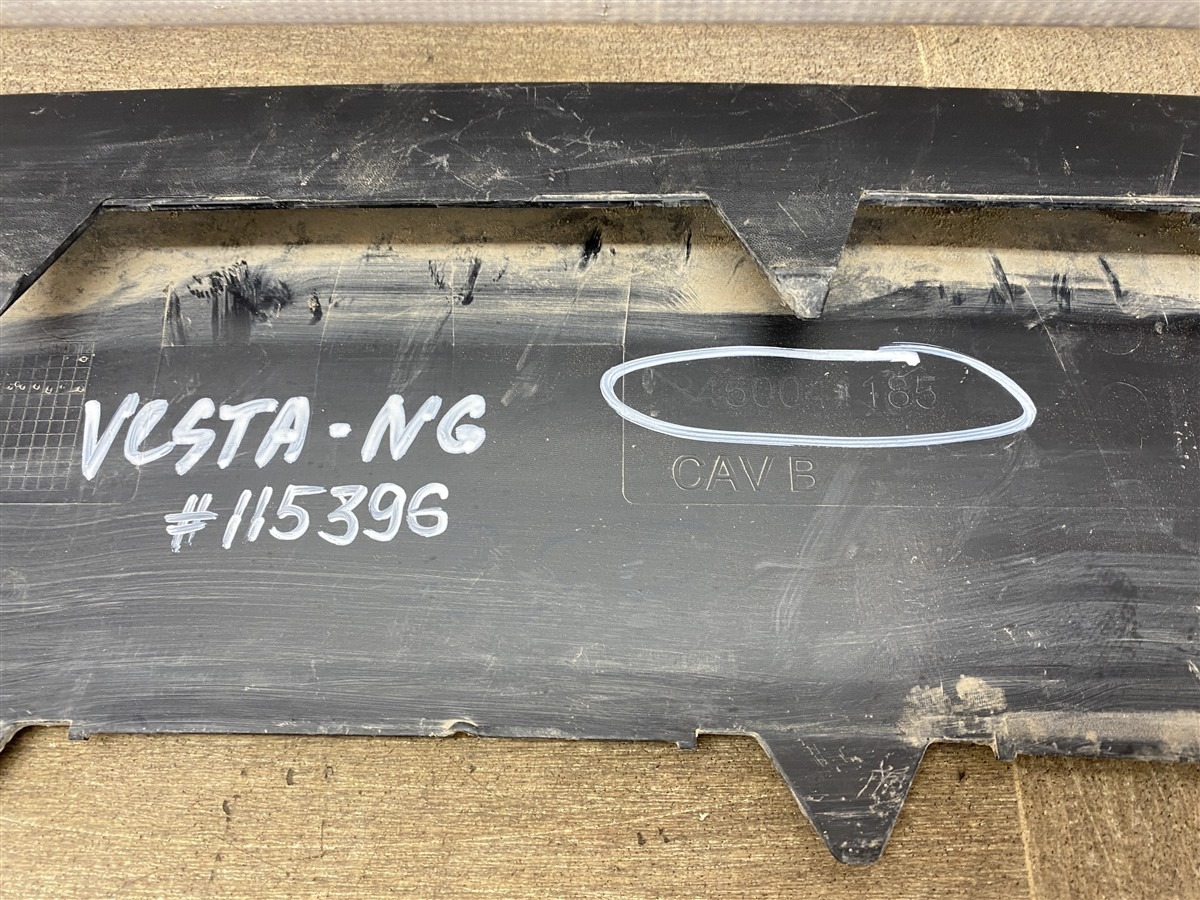 VESTA-NG
#115396
CAV B